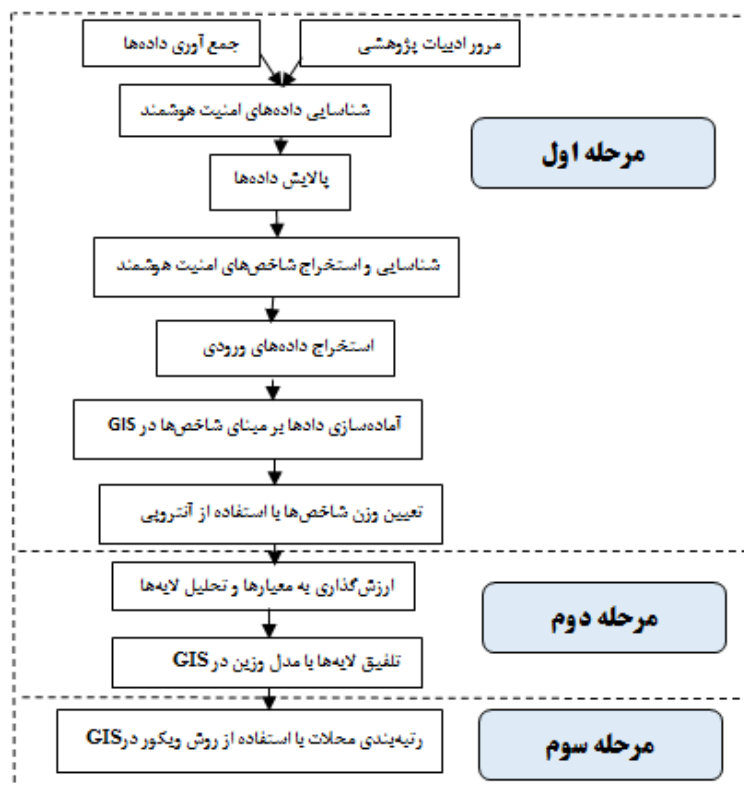 مرور ادبیات پژوهشی
جمع آوری داده‌ها
شناسایی داده‌های امنیت هوشمند
مرحله اول
پالایش داده‌ها
شناسایی و استخراج شاخص‌های امنیت هوشمند
استخراج داده‌های ورودی
آماده‌سازی دادها بر مبنای شاخص‌ها در GIS
تعیین وزن شاخص‌ها با استفاده از آنتروپی
ارزش‌گذاری به معیارها و تحلیل لایه‌ها
مرحله دوم
تلفیق لایه‌ها با مدل وزین در GIS
رتبه‌بندی محلات با استفاده از روش ویکور درGIS
مرحله سوم